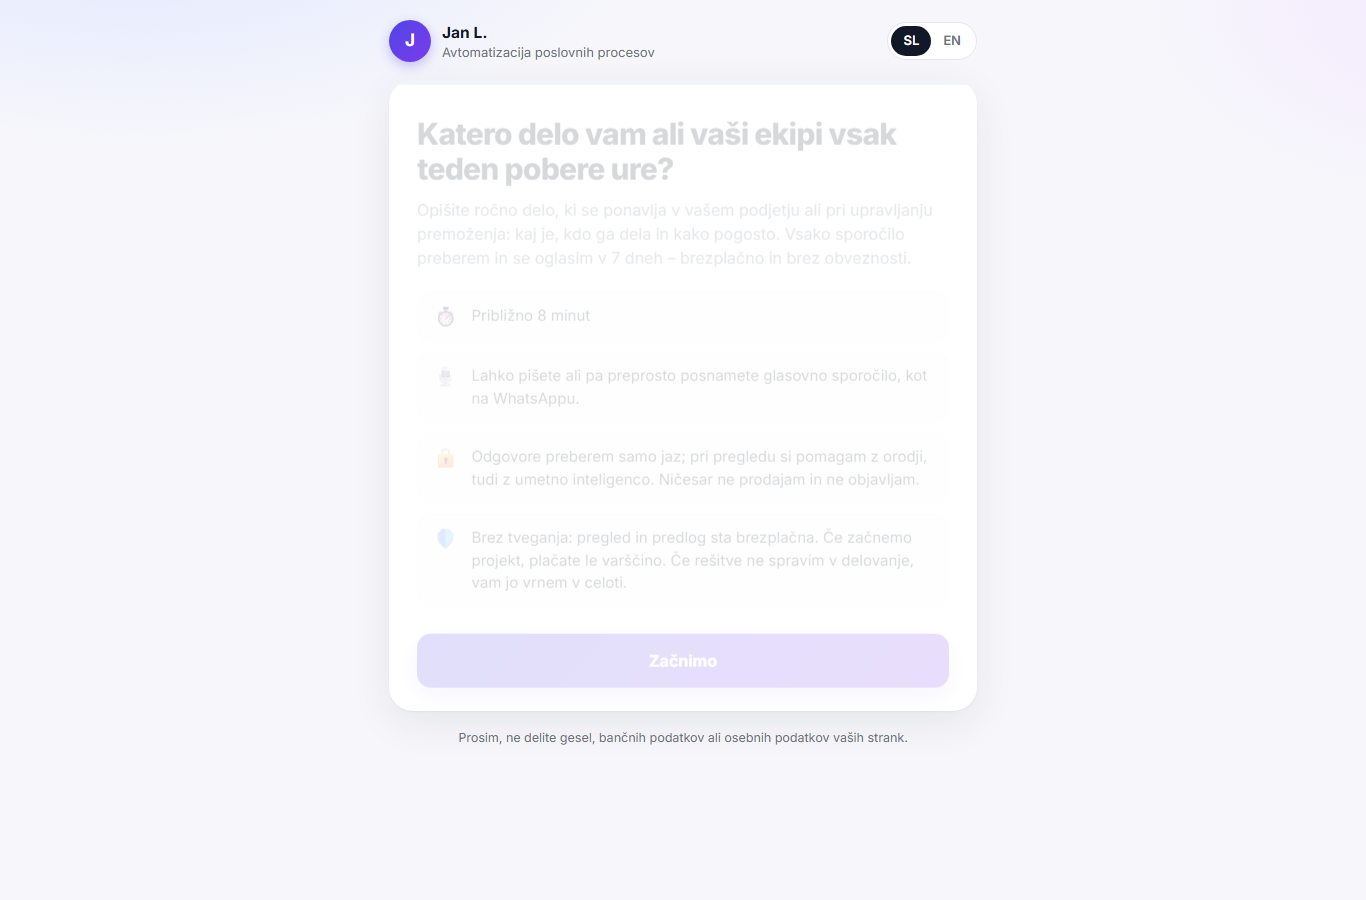 J
Jan L.
Avtomatizacija poslovnih procesov
SL
EN
Katero delo vam ali vaši ekipi vsak
teden pobere ure?
Opišite ročno delo, ki se ponavlja v vašem podjetju ali pri upravljanju
premoženja: kaj je, kdo ga dela in kako pogosto. Vsako sporočilo
preberem in se oglasim v 7 dneh – brezplačno in brez obveznosti.
Približno 8 minut
Lahko pišete ali pa preprosto posnamete glasovno sporočilo, kot
na WhatsAppu.
Odgovore preberem samo jaz; pri pregledu si pomagam z orodji,
tudi z umetno inteligenco. Ničesar ne prodajam in ne objavljam.
Brez tveganja: pregled in predlog sta brezplačna. Če začnemo
projekt, plačate le varščino. Če rešitve ne spravim v delovanje,
vam jo vrnem v celoti.
Začnimo
Prosim, ne delite gesel, bančnih podatkov ali osebnih podatkov vaših strank.